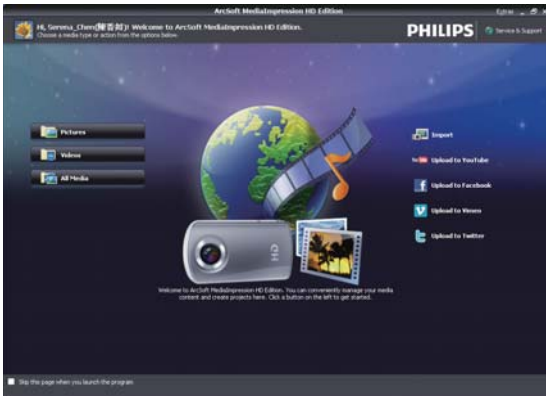 ArcSoft MediaImpression HD Edition
Extras
Hi, Serena_Chen(陳香如)! Welcome to ArcSoft MediaImpression HD Edition.
Choose a media type or action from the options below.
PHILIPS
Service & Support
Pictures
Videos
All Media
Import
Upload to YouTube
Upload to Facebook
Upload to Vimeo
Upload to Twitter
HD
Welcome to ArcSoft MediaImpression HD Edition. You can conveniently manage your media
content and create projects here. Click a button on the left to get started.
Skip this page when you launch the program